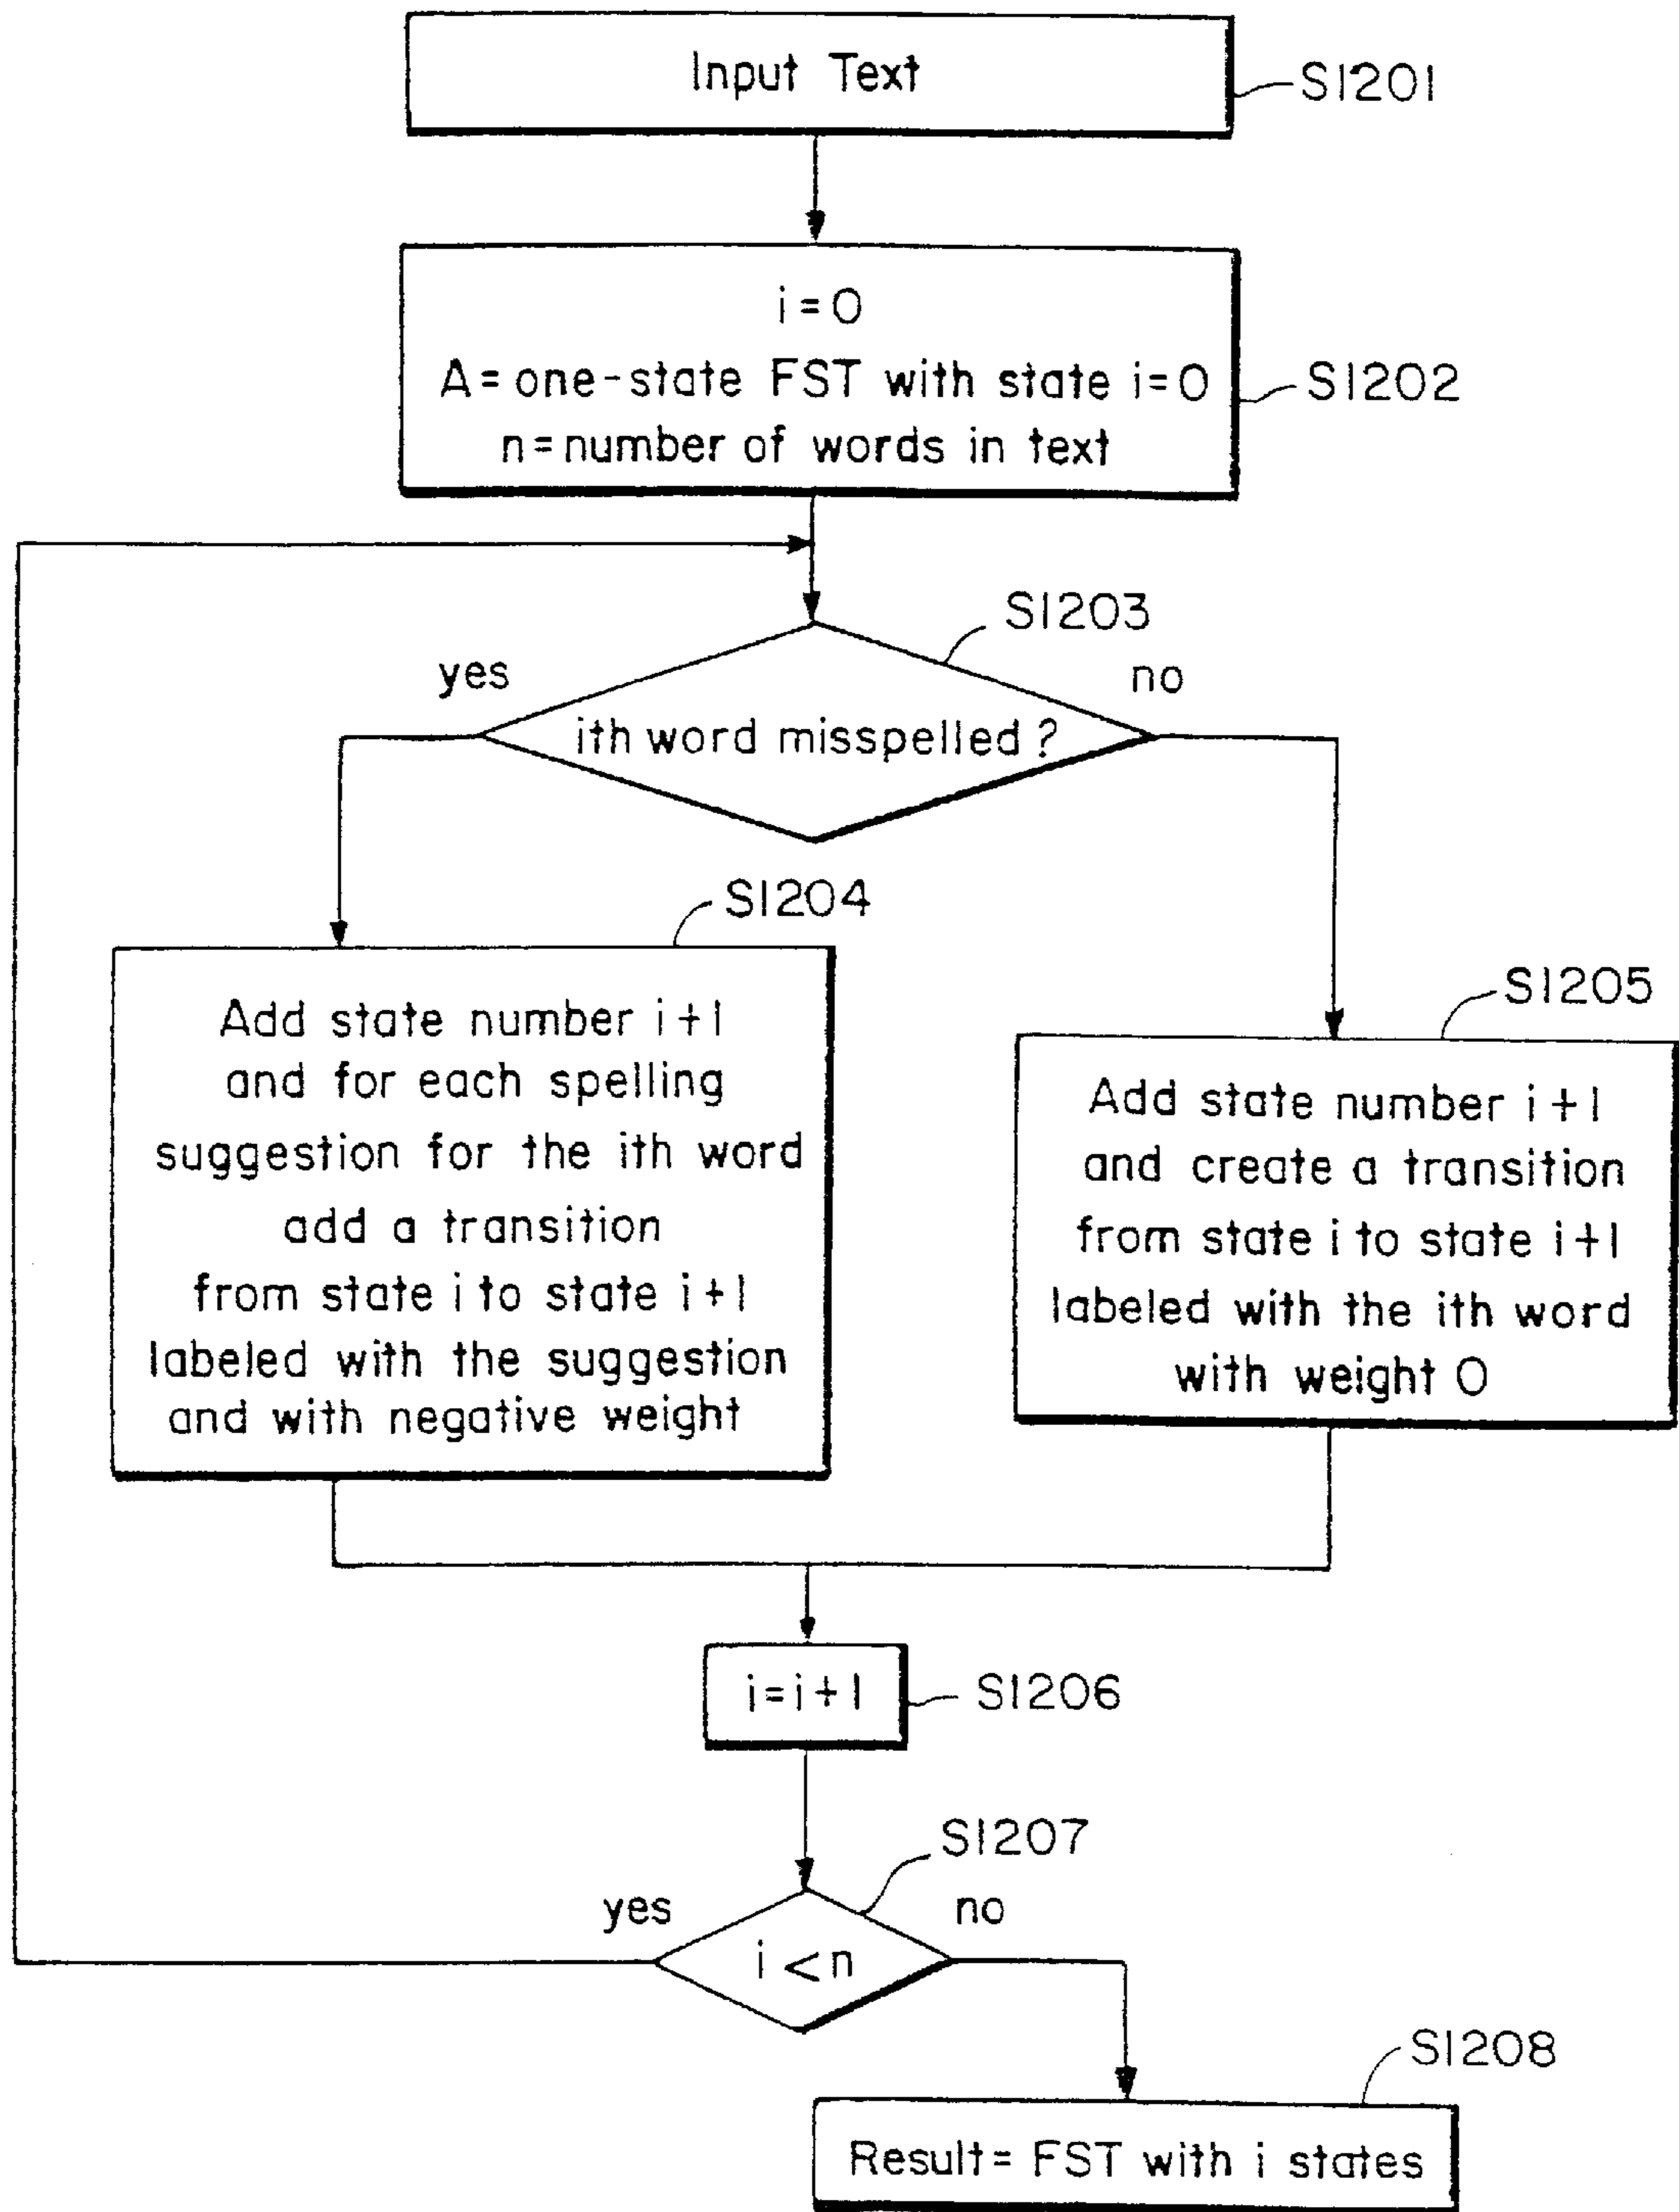 Input Text
S1201
i=0
A=one-state FST with state i=0
n=number of words in text
S1202
S1203
yes
no
ith word misspelled?
S1204
Add state number i+1
and for each spelling
suggestion for the ith word
add a transition
from state i to state i+1
labeled with the suggestion
and with negative weight
S1205
Add state number i+1
and create a transition
from state i to state i+1
labeled with the ith word
with weight 0
i=i+1
S1206
S1207
yes
no
i<n
S1208
Result= FST with i states